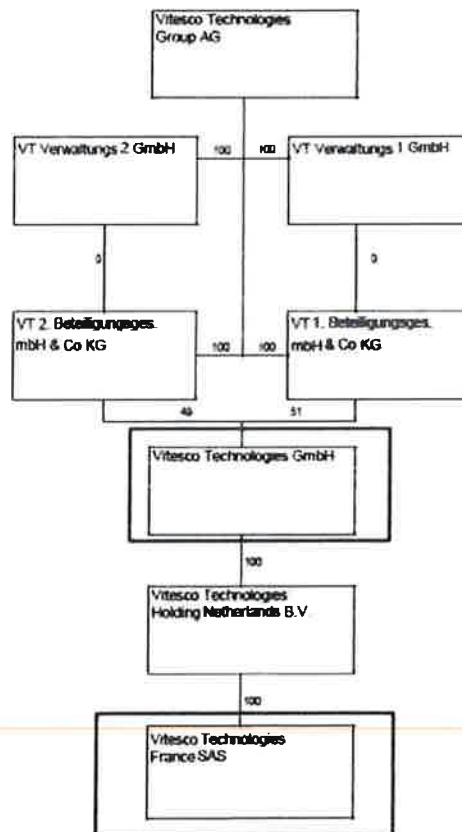 Vitesco Technologies
Group AG
VT Verwaltungs 2 GmbH
100
100
VT Verwaltungs 1 GmbH
0
0
VT 2. Beteiligungsges.
mbH & Co KG
100
100
VT 1. Beteiligungsges.
mbH & Co KG
49
51
Vitesco Technologies GmbH
100
Vitesco Technologies
Holding Netherlands B.V.
100
Vitesco Technologies
France SAS